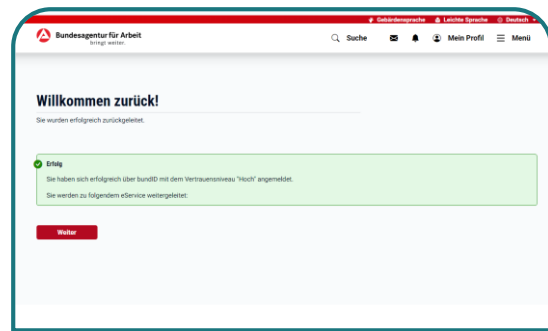 Gebärdensprache Leichte Sprache Deutsch
Bundesagentur für Arbeit
bringt weiter.
Suche Mein Profil Menü
Willkommen zurück!
Sie wurden erfolgreich zurückgeleitet.
Erfolg
Sie haben sich erfolgreich über bundID mit dem Vertrauensniveau "Hoch" angemeldet.
Sie werden zu folgendem eService weitergeleitet:
Weiter